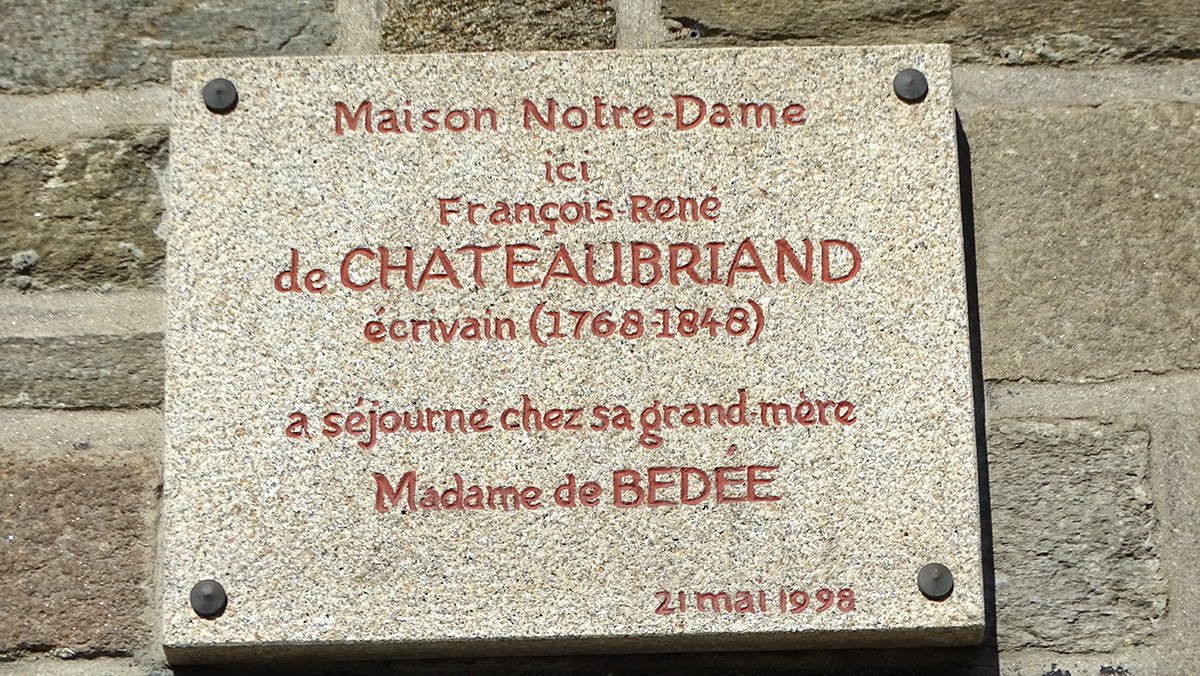 Maison Notre-Dame
ici
François-René
de CHATEAUBRIAND
écrivain (1768-1848)
a séjourné chez sa grand-mère
Madame de BEDÉE
21 mai 1998